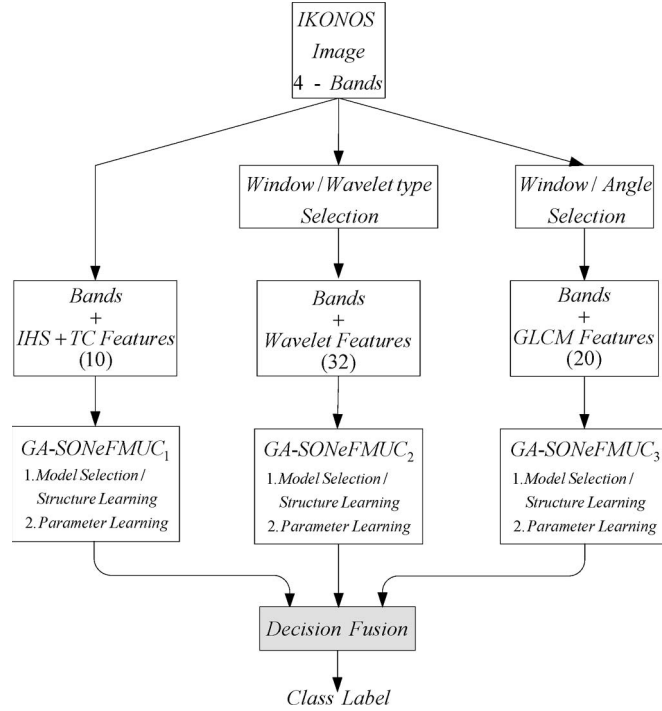 IKONOS
Image
4 - Bands
Window/Wavelet type
Selection
Window/ Angle
Selection
Bands
+
IHS + TC Features
(10)
Bands
+
Wavelet Features
(32)
Bands
+
GLCM Features
(20)
GA-SONeFMUC₁
1. Model Selection/
Structure Learning
2. Parameter Learning
GA-SONeFMUC₂
1. Model Selection/
Structure Learning
2. Parameter Learning
GA-SONeFMUC₃
1. Model Selection/
Structure Learning
2. Parameter Learning
Decision Fusion
Class Label